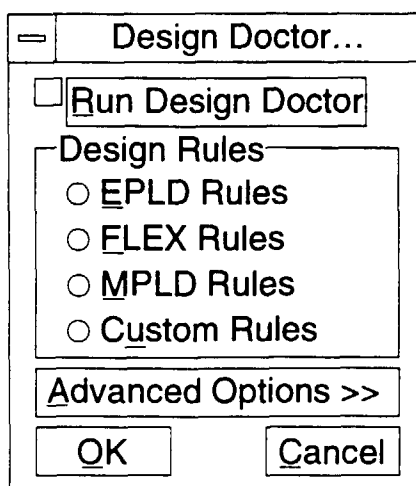 Design Doctor...
Run Design Doctor
Design Rules
EPLD Rules
FLEX Rules
MPLD Rules
Custom Rules
Advanced Options >>
OK
Cancel